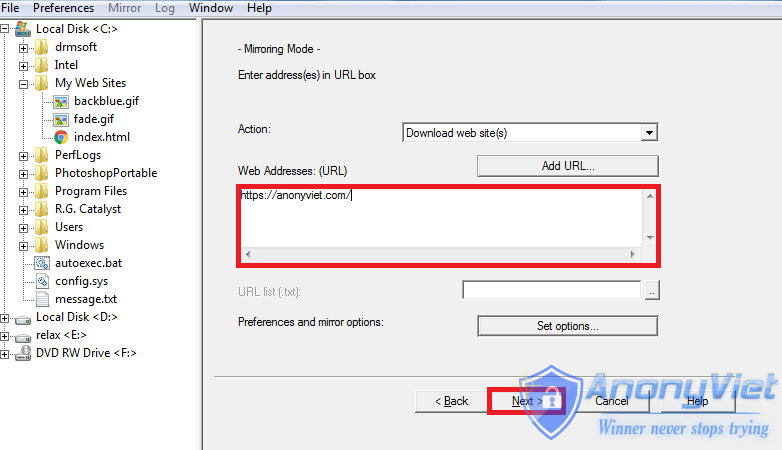 File Preferences Mirror Log Window Help
Local Disk <C:>
drmsoft
Intel
My Web Sites
backblue.gif
fade.gif
index.html
PerfLogs
PhotoshopPortable
Program Files
R.G. Catalyst
Users
Windows
autoexec.bat
config.sys
message.txt
Local Disk <D:>
relax <E:>
DVD RW Drive <F:>
- Mirroring Mode -
Enter address(es) in URL box
Action:
Download web site(s)
Web Addresses: (URL)
Add URL...
https://anonyviet.com/
URL list (.txt):
..
Preferences and mirror options:
Set options...
< Back
Next >
Cancel
Help
AnonyViet
Winner never stops trying